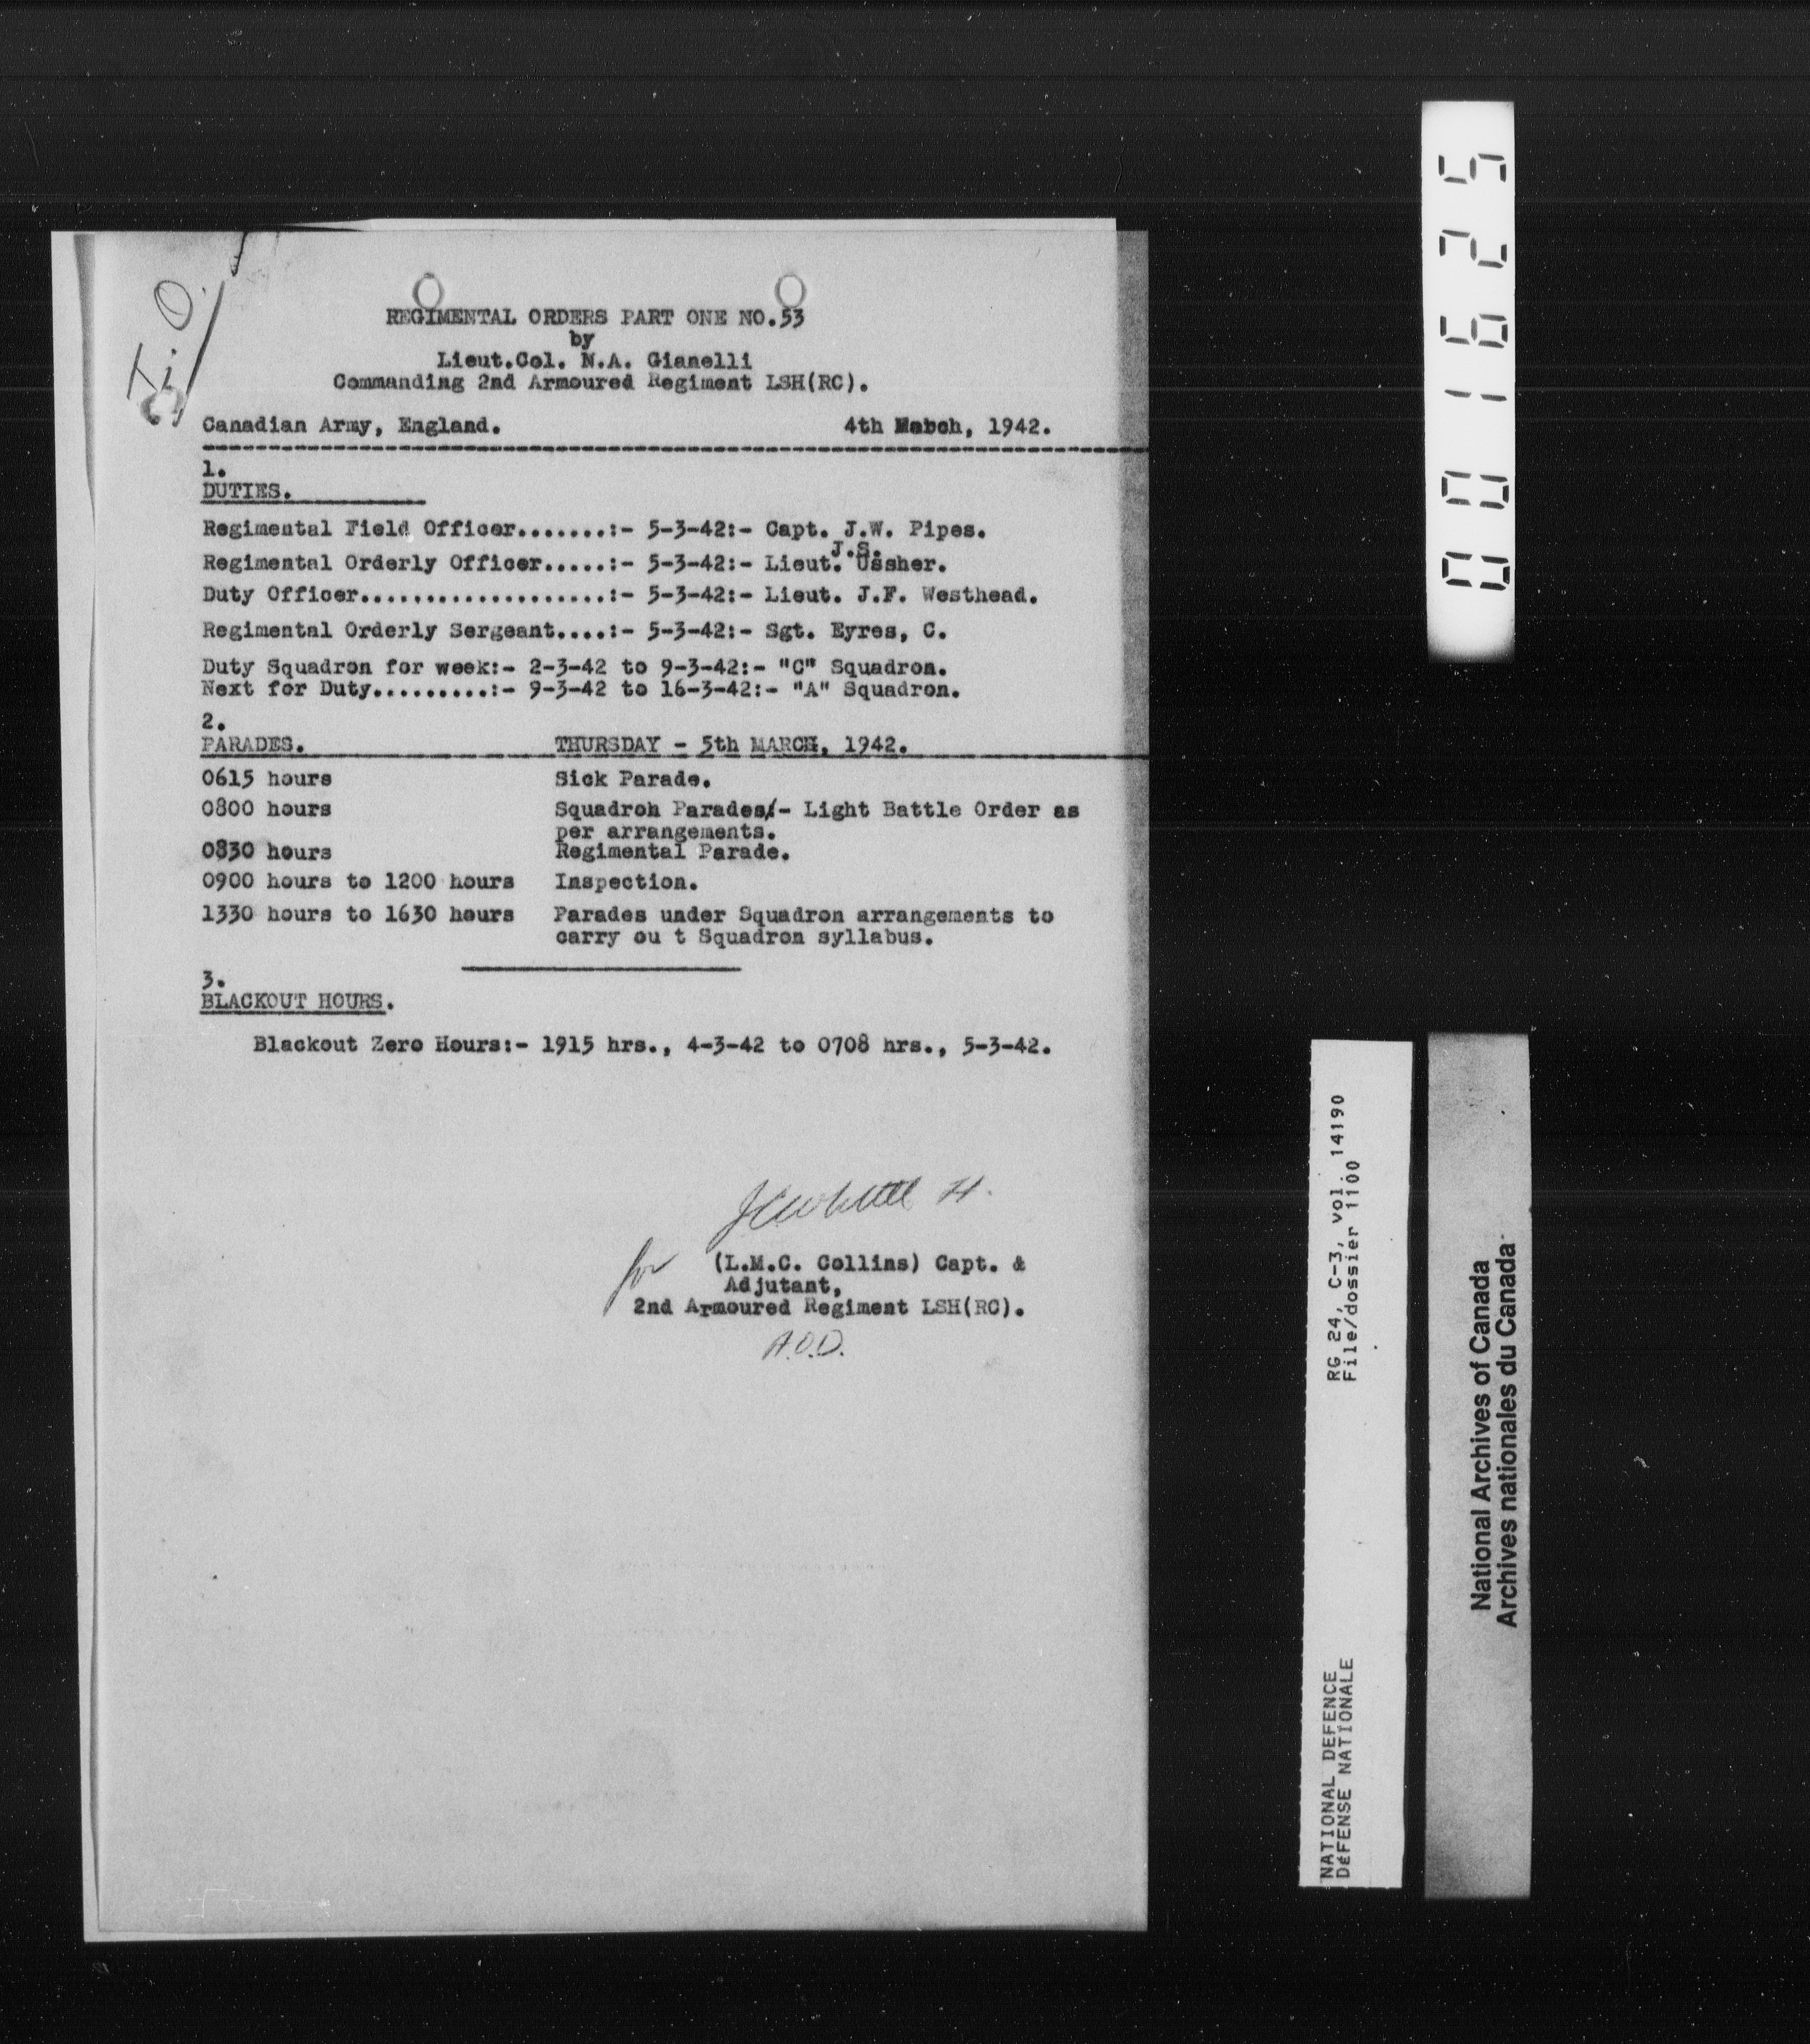 I.O.
REGIMENTAL ORDERS PART ONE NO.53
by
Lieut.Col. N.A. Gianelli
Commanding 2nd Armoured Regiment LSH(RC).
Canadian Army, England. 4th March, 1942.
1.
DUTIES.
Regimental Field Officer.......:- 5-3-42:- Capt. J.W. Pipes.
J.S.
Regimental Orderly Officer.....:- 5-3-42:- Lieut. Ussher.
Duty Officer...................:- 5-3-42:- Lieut. J.F. Westhead.
Regimental Orderly Sergeant....:- 5-3-42:- Sgt. Eyres, C.
Duty Squadron for week:- 2-3-42 to 9-3-42:- "C" Squadron.
Next for Duty.........:- 9-3-42 to 16-3-42:- "A" Squadron.
2.
PARADES. THURSDAY - 5th MARCH, 1942.
0615 hours Sick Parade.
0800 hours Squadron Parades/- Light Battle Order as
per arrangements.
0830 hours Regimental Parade.
0900 hours to 1200 hours Inspection.
1330 hours to 1630 hours Parades under Squadron arrangements to
carry ou t Squadron syllabus.
3.
BLACKOUT HOURS.
Blackout Zero Hours:- 1915 hrs., 4-3-42 to 0708 hrs., 5-3-42.
for (L.M.C. Collins) Capt. &
Adjutant,
2nd Armoured Regiment LSH(RC).
A.O.D.
001625
RG 24, C-3, vol. 14190
File/dossier 1100
NATIONAL DEFENCE
DéFENSE NATIONALE
National Archives of Canada
Archives nationales du Canada